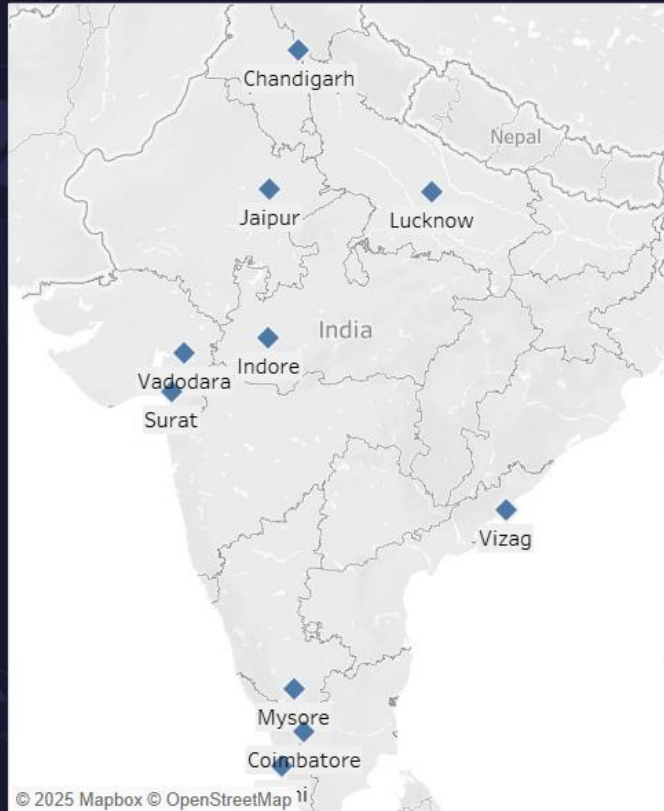 Chandigarh
Nepal
Jaipur
Lucknow
India
Indore
Vadodara
Surat
Vizag
Mysore
Coimbatore
© 2025 Mapbox © OpenStreetMap